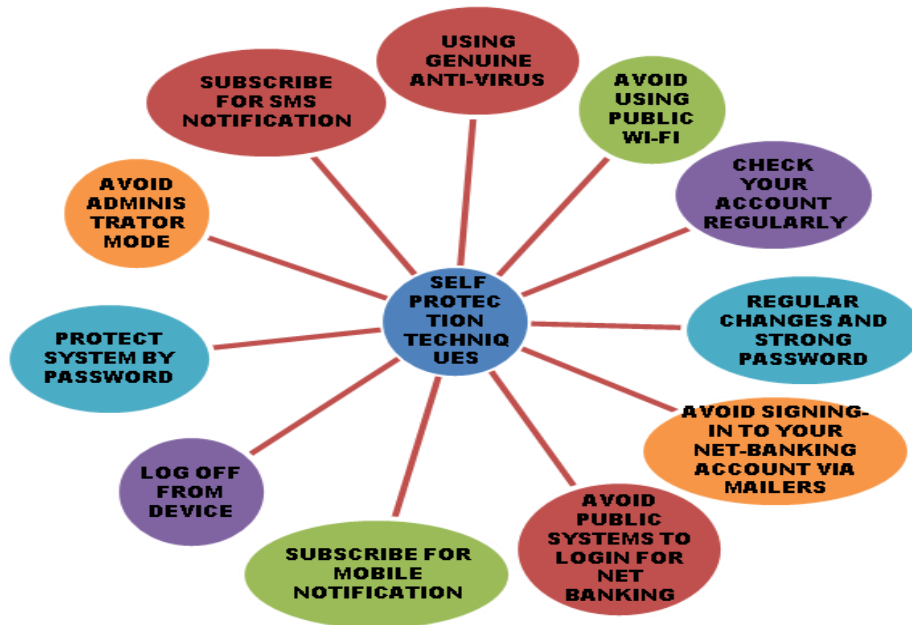 USING
GENUINE
ANTI-VIRUS
AVOID
USING
PUBLIC
WI-FI
CHECK
YOUR
ACCOUNT
REGULARLY
REGULAR
CHANGES AND
STRONG
PASSWORD
AVOID SIGNING-
IN TO YOUR
NET-BANKING
ACCOUNT VIA
MAILERS
AVOID
PUBLIC
SYSTEMS TO
LOGIN FOR
NET
BANKING
SUBSCRIBE FOR
MOBILE
NOTIFICATION
LOG OFF
FROM
DEVICE
PROTECT
SYSTEM BY
PASSWORD
AVOID
ADMINIS
TRATOR
MODE
SUBSCRIBE
FOR SMS
NOTIFICATION
SELF
PROTEC
TION
TECHNIQ
UES